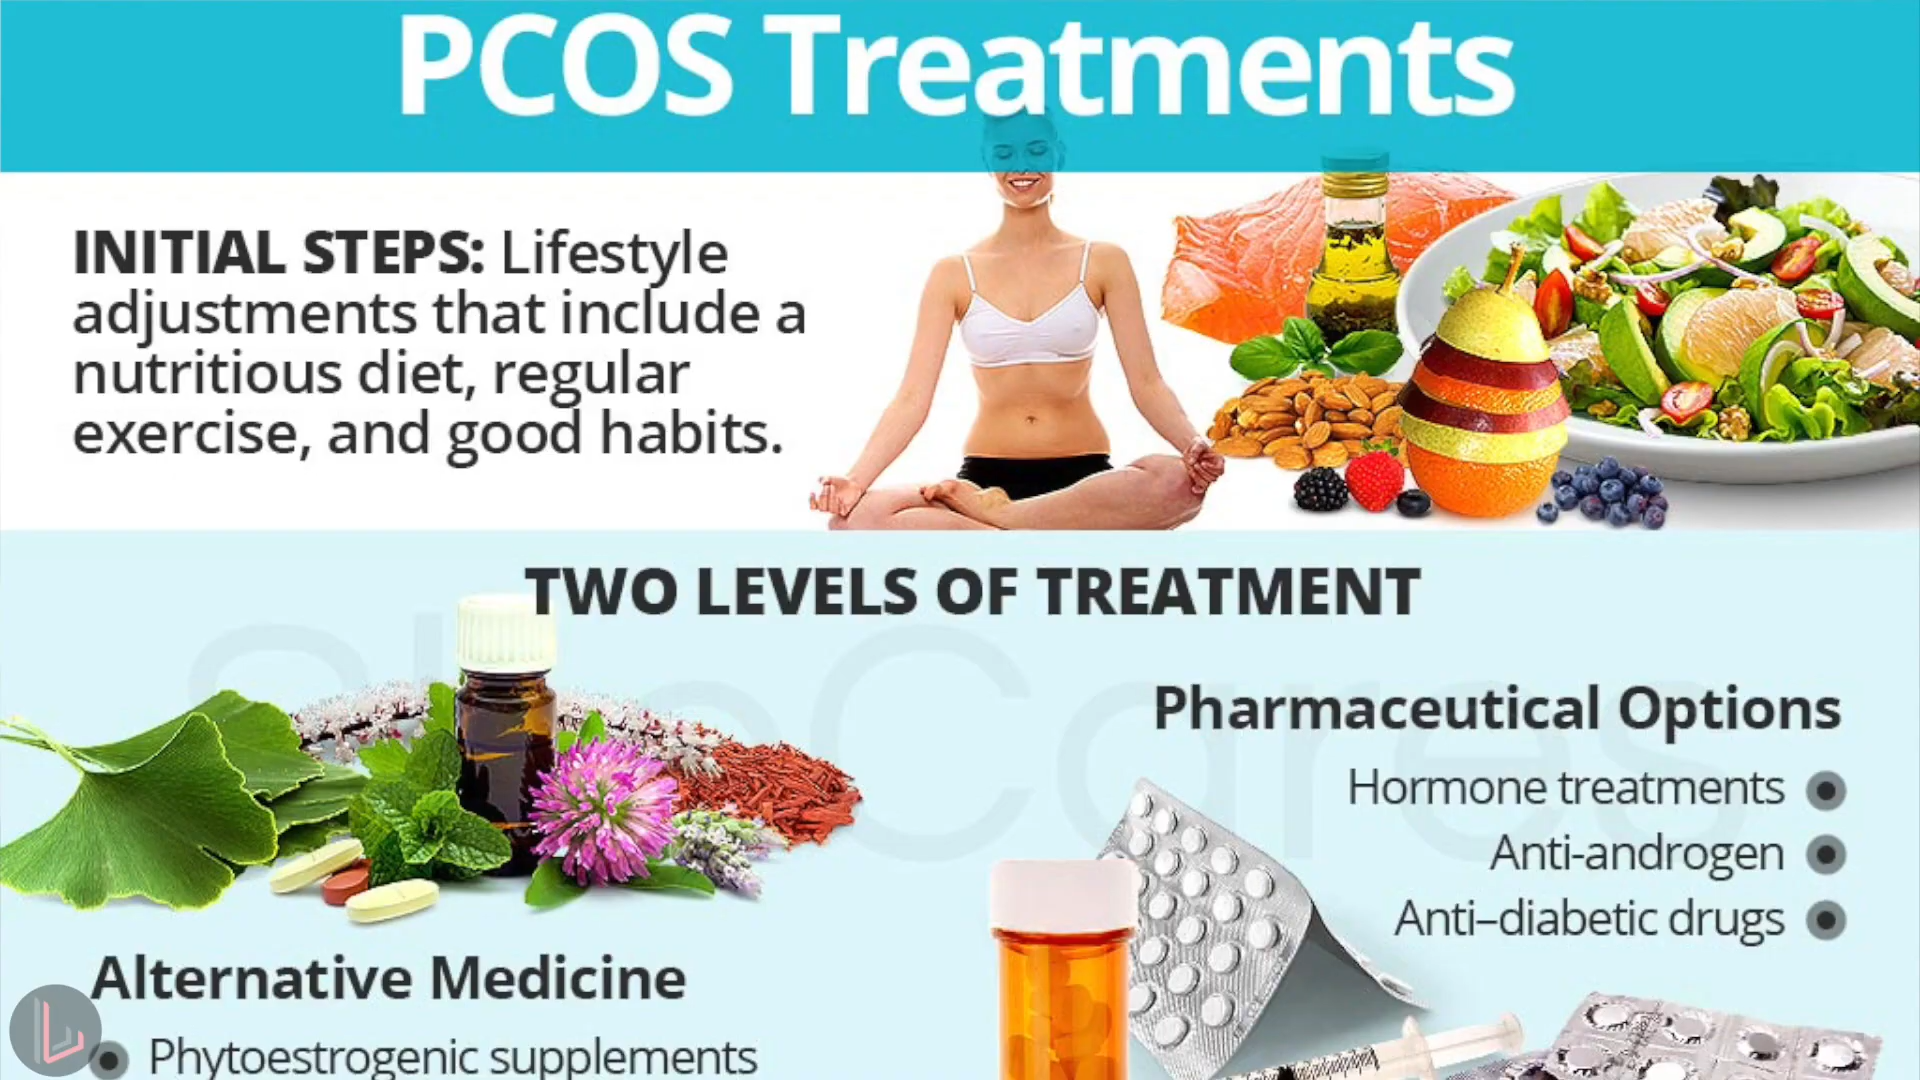 PCOS Treatments
INITIAL STEPS: Lifestyle
adjustments that include a
nutritious diet, regular
exercise, and good habits.
TWO LEVELS OF TREATMENT
SheCares
Pharmaceutical Options
Hormone treatments
Anti-androgen
Anti–diabetic drugs
Alternative Medicine
Phytoestrogenic supplements